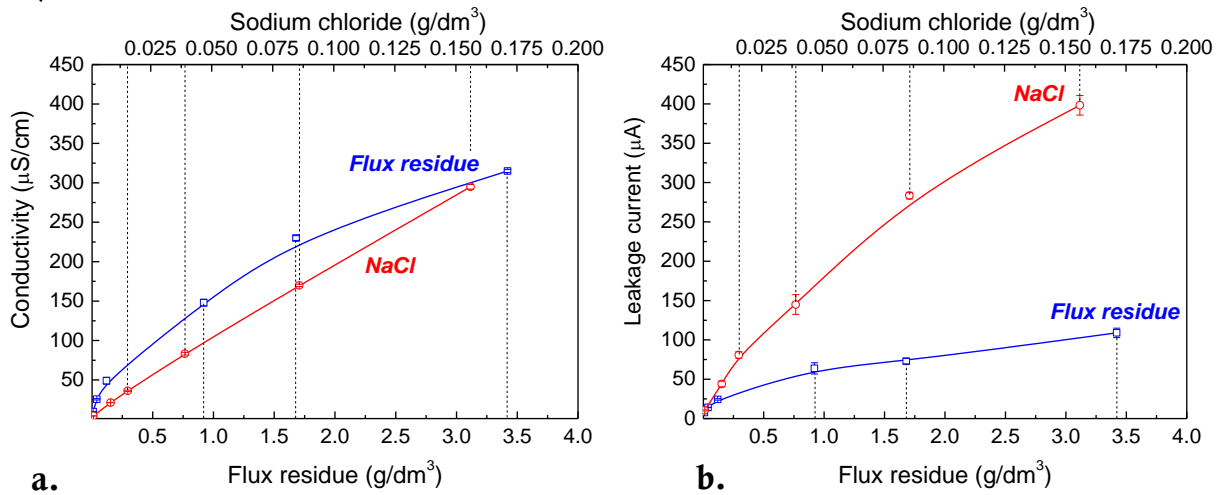 Sodium chloride (g/dm³)
0.025 0.050 0.075 0.100 0.125 0.150 0.175 0.200
450
400
350
300
250
200
150
100
50
Conductivity (μS/cm)
Flux residue
NaCl
0.5 1.0 1.5 2.0 2.5 3.0 3.5 4.0
Flux residue (g/dm³)
a.
Sodium chloride (g/dm³)
0.025 0.050 0.075 0.100 0.125 0.150 0.175 0.200
450
400
350
300
250
200
150
100
50
0
Leakage current (μA)
NaCl
Flux residue
0.5 1.0 1.5 2.0 2.5 3.0 3.5 4.0
Flux residue (g/dm³)
b.